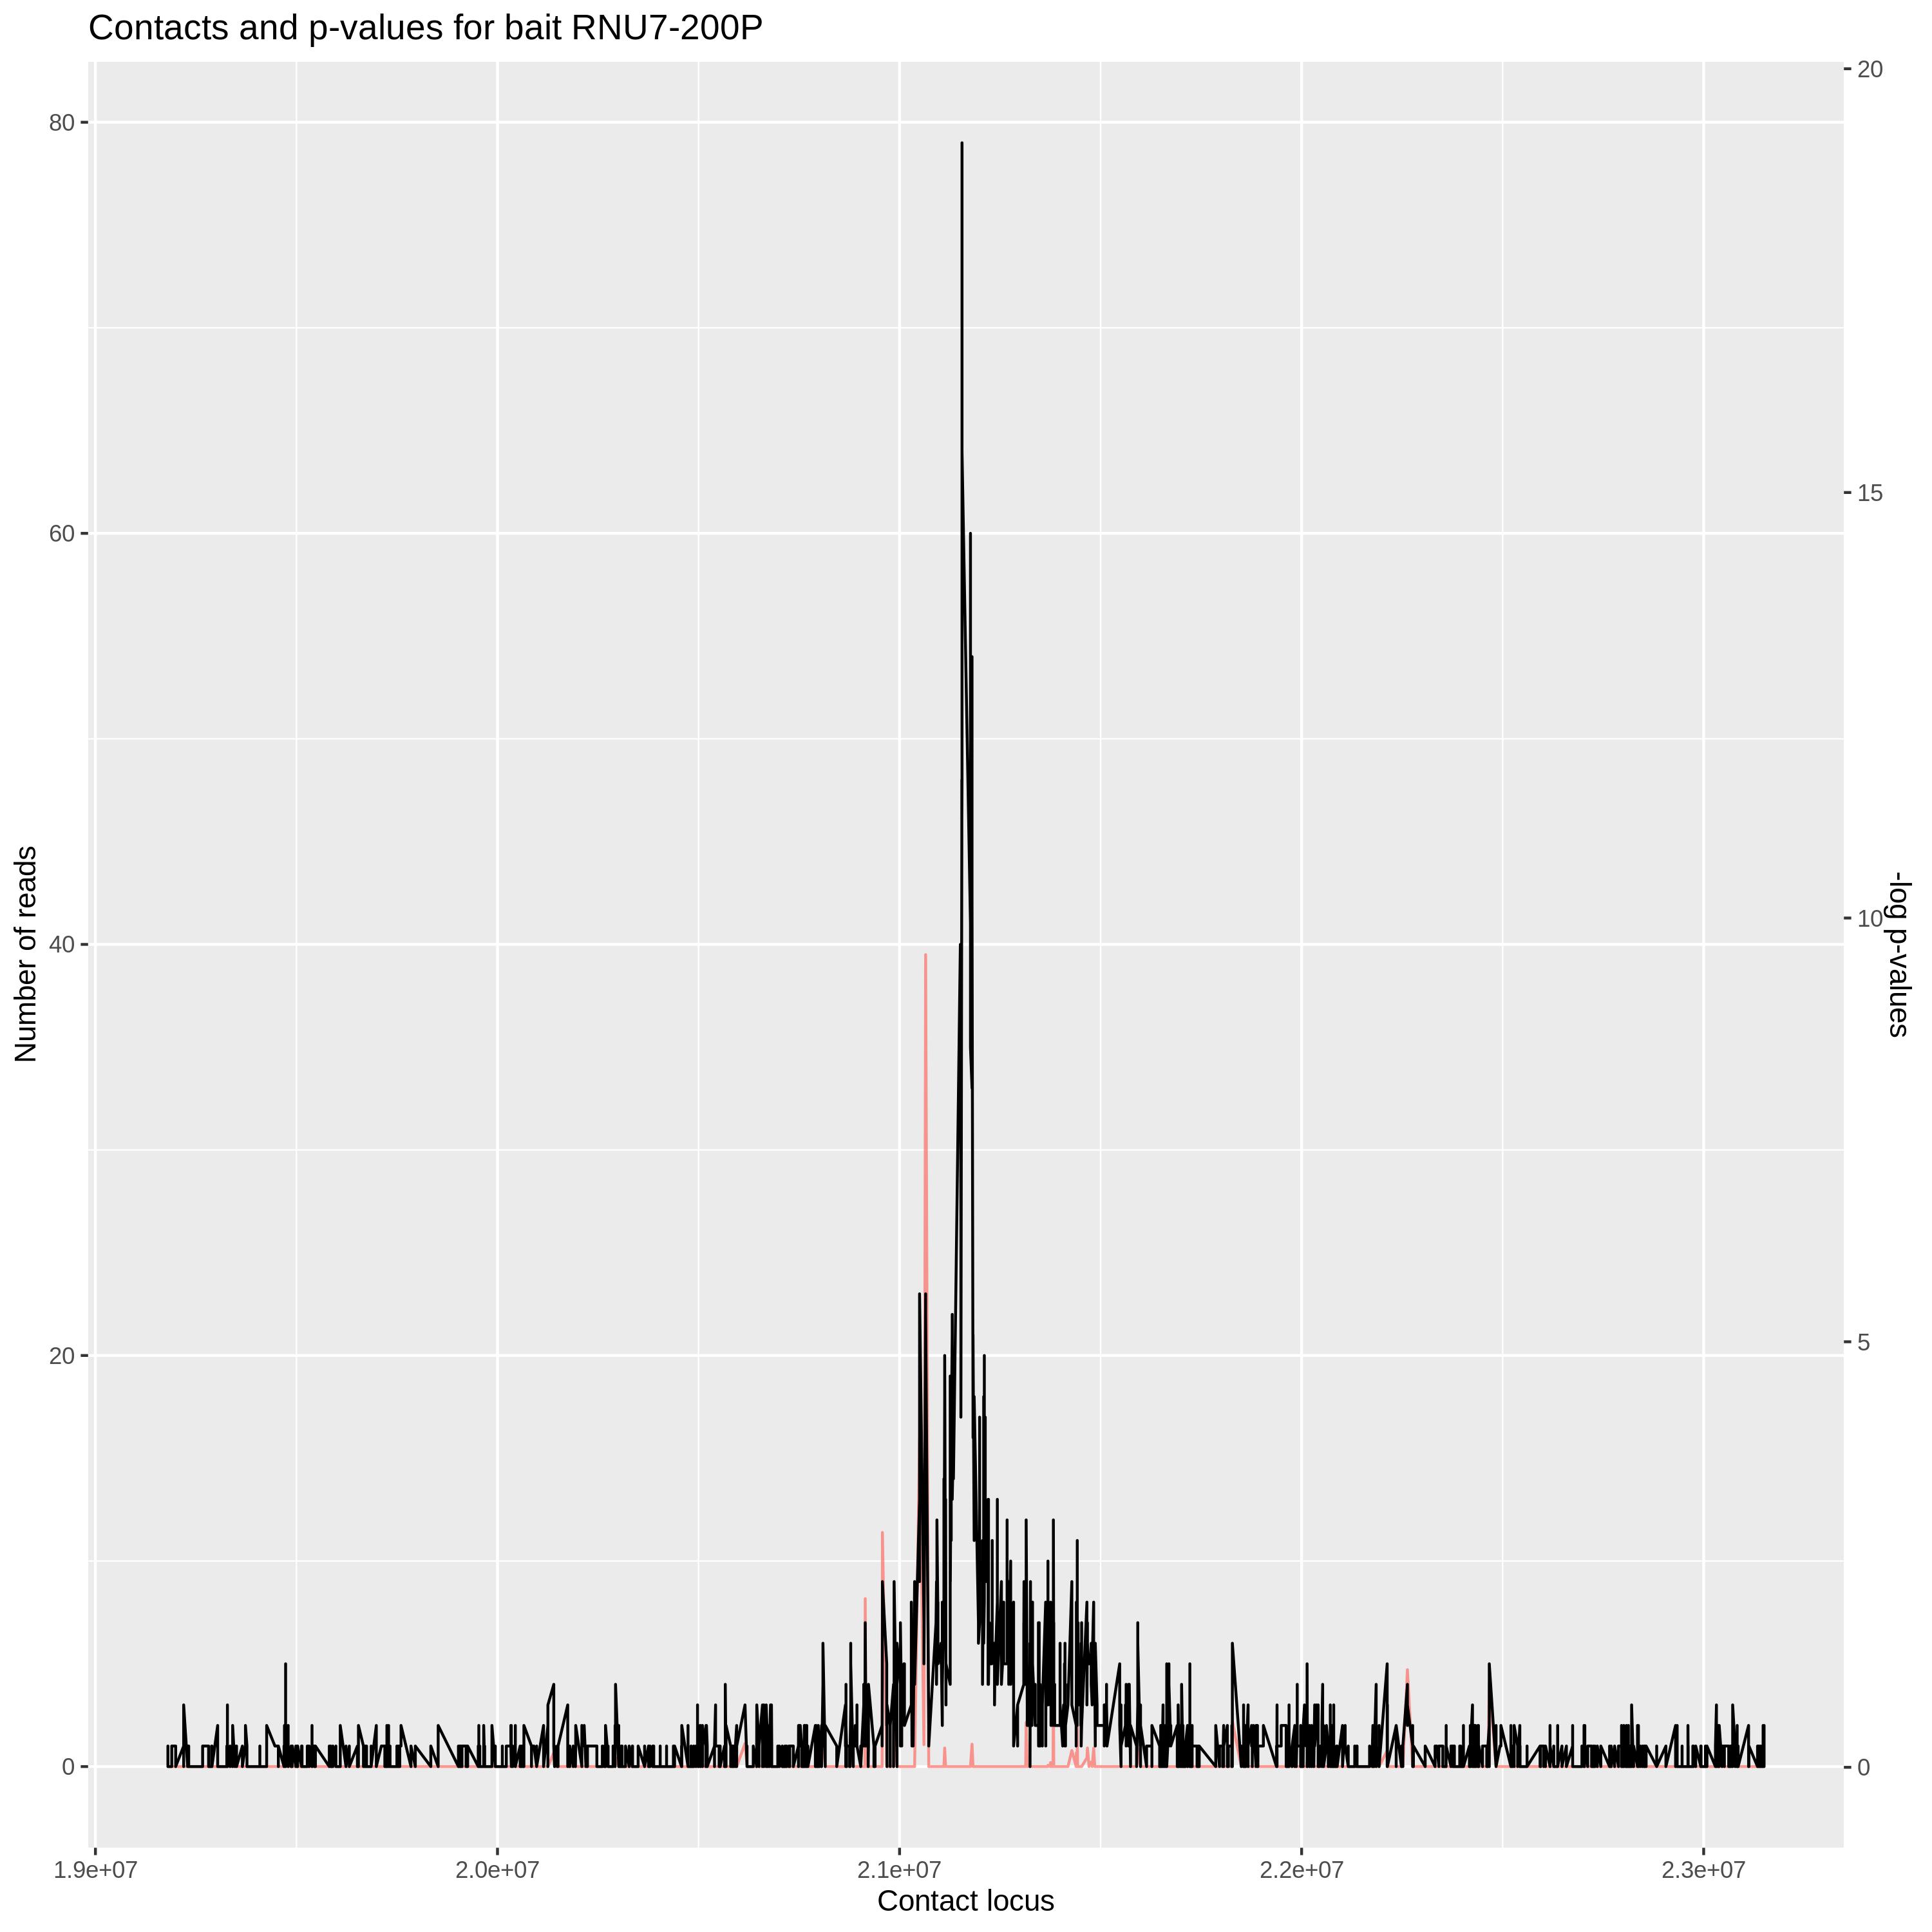 Contacts and p-values for bait RNU7-200P
80
60
40
20
0
Number of reads
20
15
10
5
0
-log p-values
1.9e+07 2.0e+07 2.1e+07 2.2e+07 2.3e+07
Contact locus